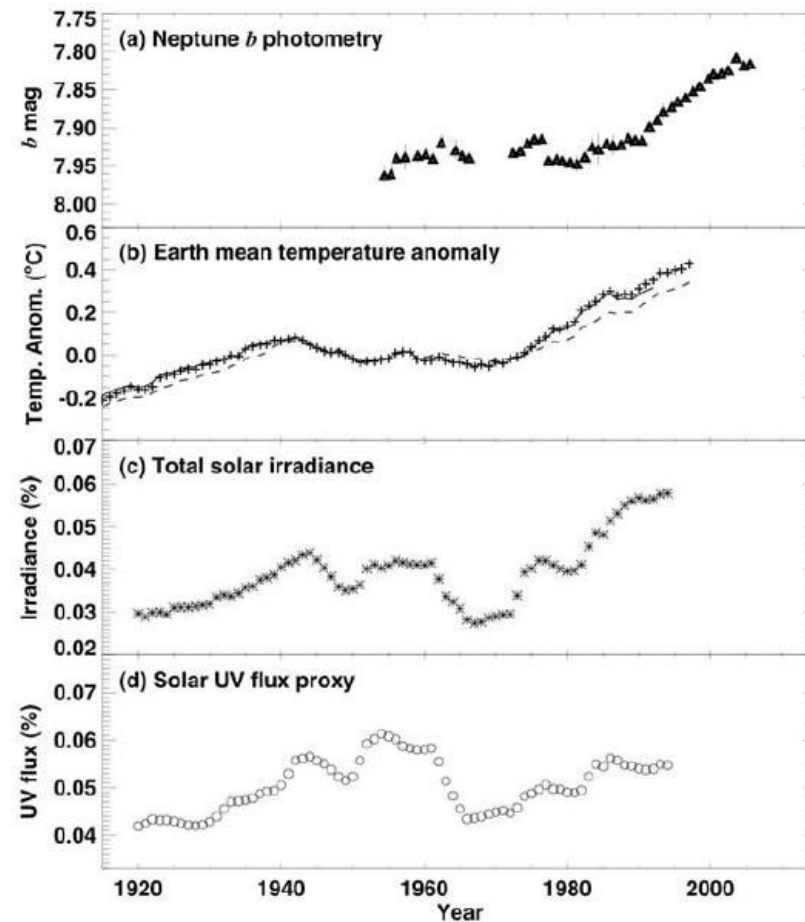 7.75
(a) Neptune b photometry
7.80
7.85
b mag
7.90
7.95
8.00
0.6
(b) Earth mean temperature anomaly
0.4
0.2
Temp. Anom. (°C)
0.0
-0.2
0.07
(c) Total solar irradiance
0.06
0.05
Irradiance (%)
0.04
0.03
0.02
(d) Solar UV flux proxy
0.07
0.06
UV flux (%)
0.05
0.04
1920 1940 1960 1980 2000
Year